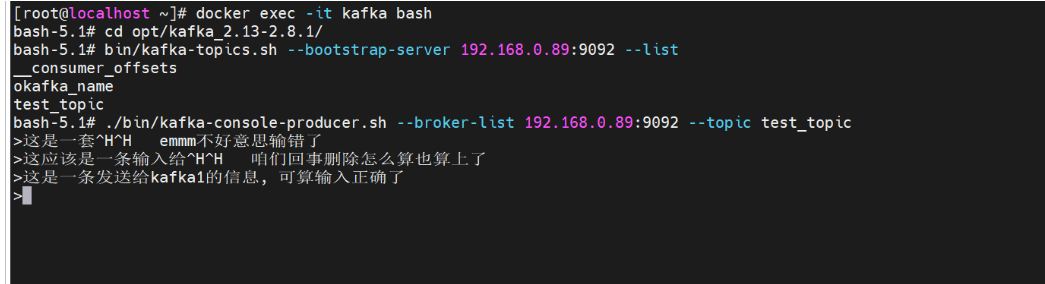 [root@localhost ~]# docker exec -it kafka bash
bash-5.1# cd opt/kafka_2.13-2.8.1/
bash-5.1# bin/kafka-topics.sh --bootstrap-server 192.168.0.89:9092 --list
__consumer_offsets
okafka_name
test_topic
bash-5.1# ./bin/kafka-console-producer.sh --broker-list 192.168.0.89:9092 --topic test_topic
>这是一套^H^H   emmm不好意思输错了
>这应该是一条输入给^H^H   咱们回事删除怎么算也算上了
>这是一条发送给kafka1的信息，可算输入正确了
>